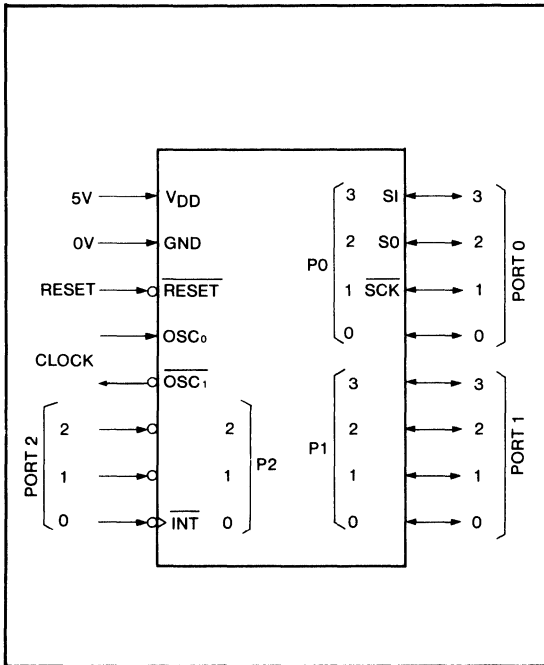 5V VDD 3 SI 3
0V GND P0 2 S0 2 PORT 0
RESET RESET 1 SCK 1
OSC0 0 0
CLOCK
OSC1 3 3
2 2 P1 2 2 PORT 1
PORT 2 1 1 P2 1 1
0 INT 0 0 0